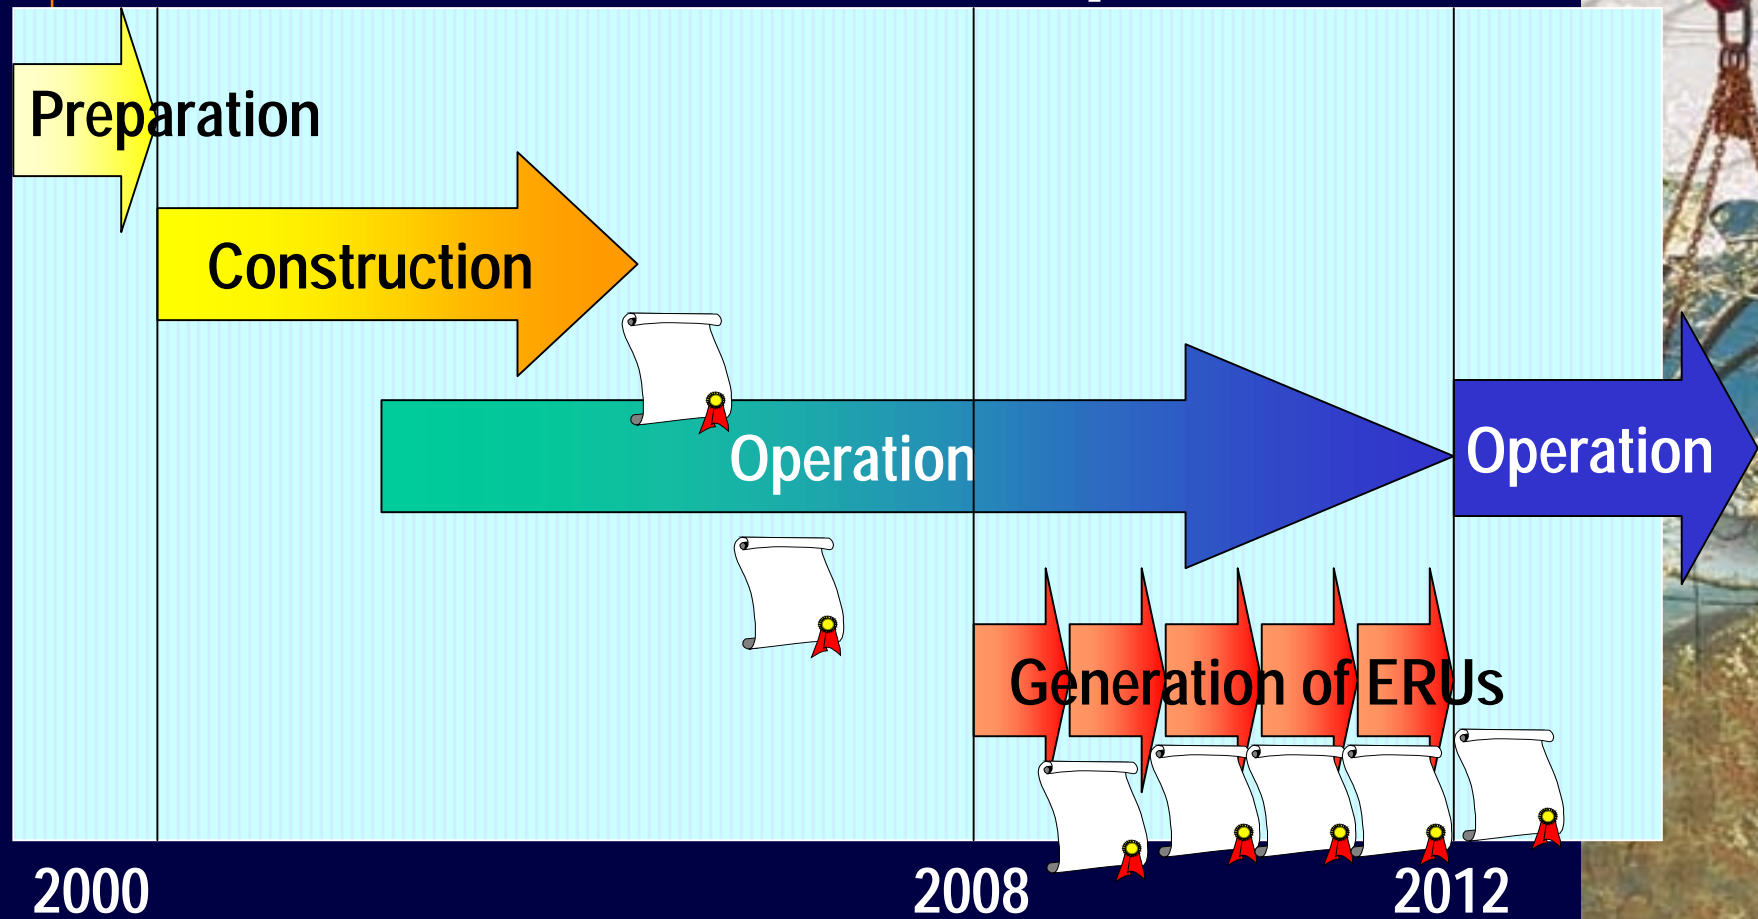 Preparation
Construction
Operation
Operation
Generation of ERUs
2000
2008
2012